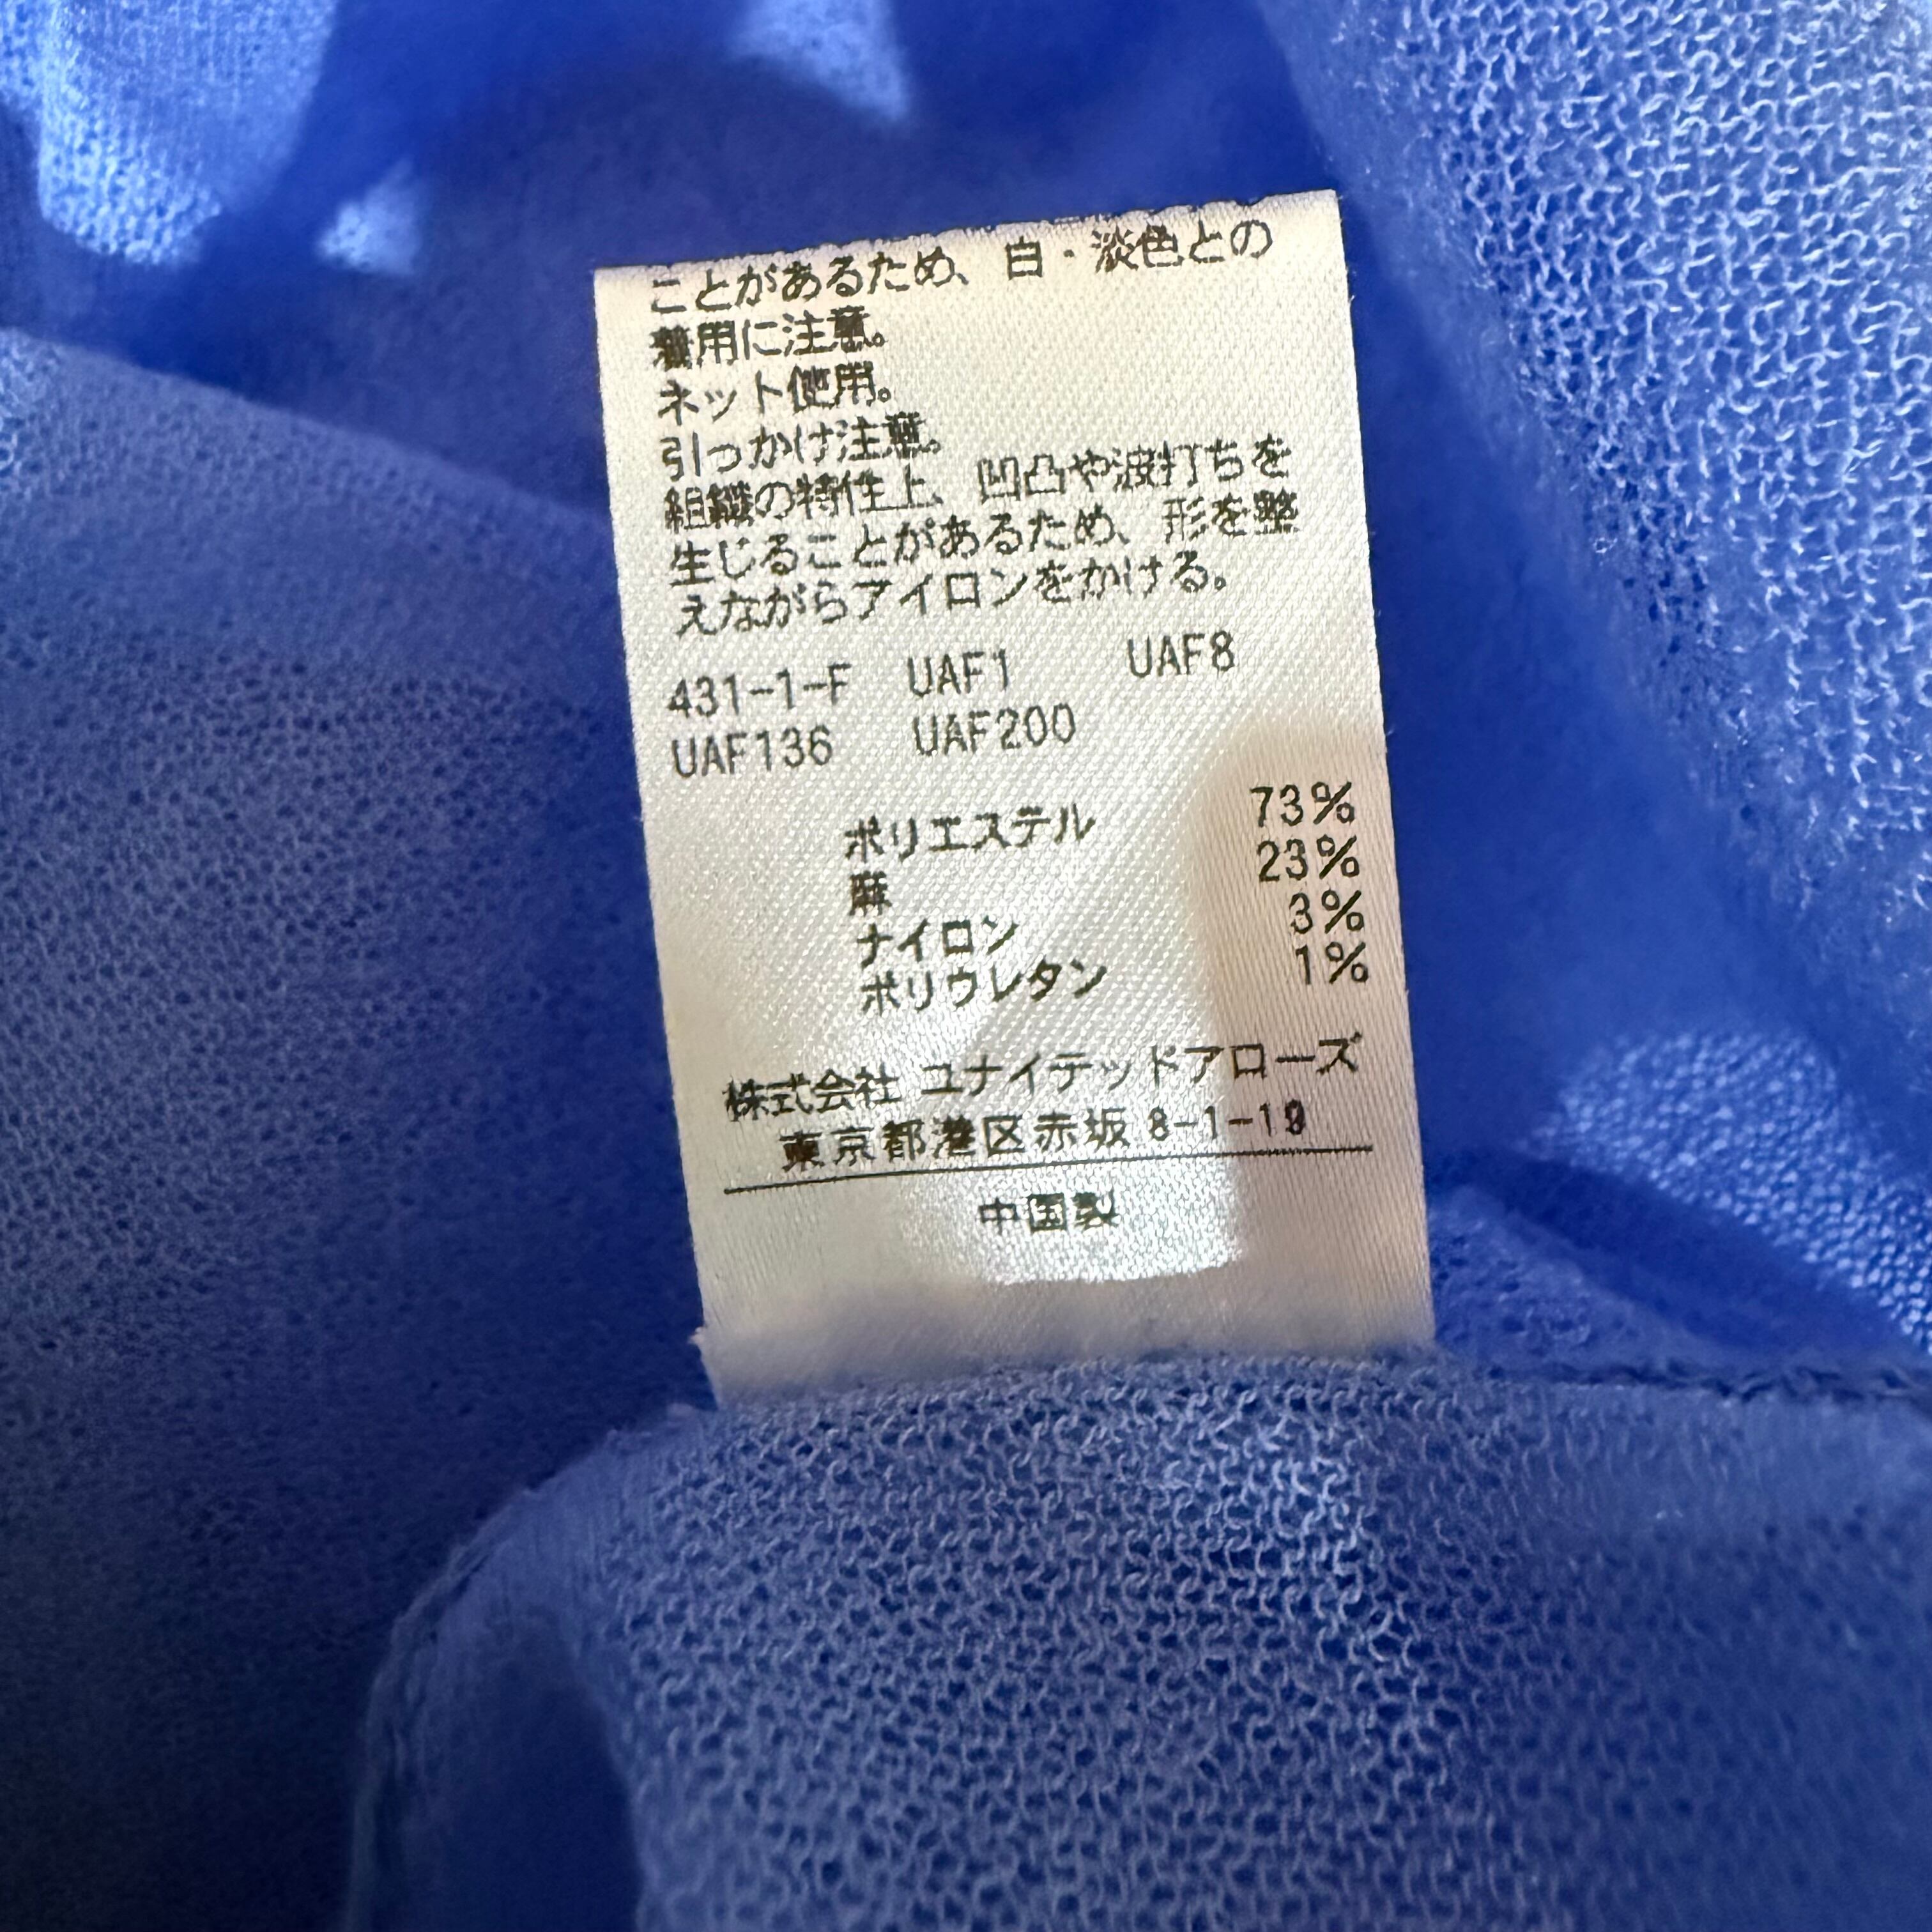 ことがあるため、白・淡色との
着用に注意。
ネット使用。
引っかけ注意。
組織の特性上、凹凸や波打ちを
生じることがあるため、形を整
えながらアイロンをかける。
431-1-F UAF1 UAF8
UAF136 UAF200
ポリエステル 73%
麻 23%
ナイロン 3%
ポリウレタン 1%
株式会社 ユナイテッドアローズ
東京都港区赤坂 8-1-19
中国製